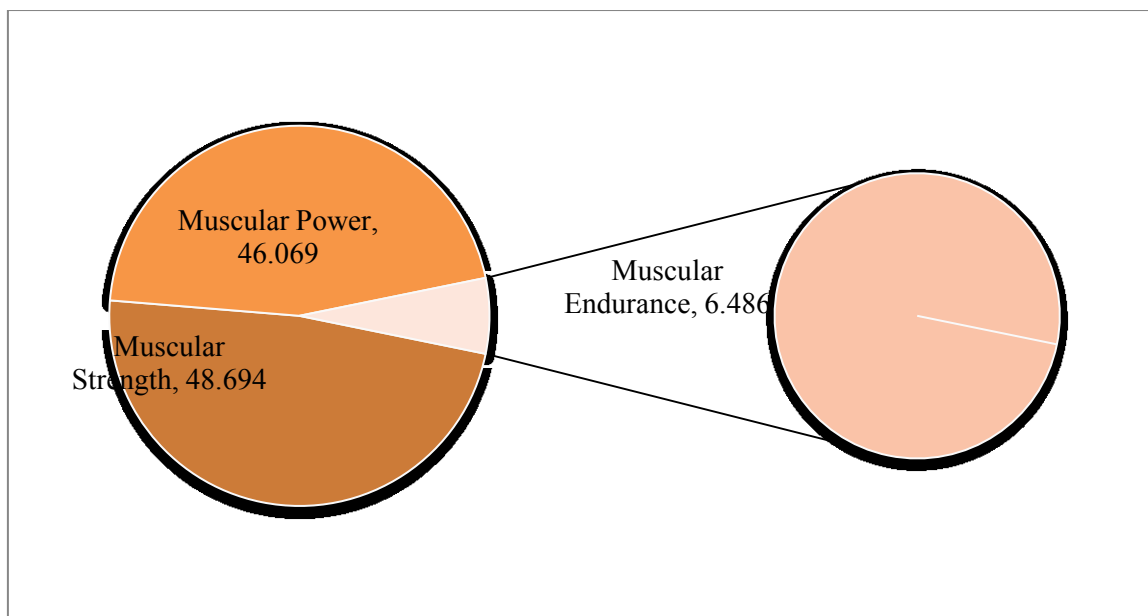 Muscular Power,
46.069
Muscular
Endurance, 6.486
Muscular
Strength, 48.694